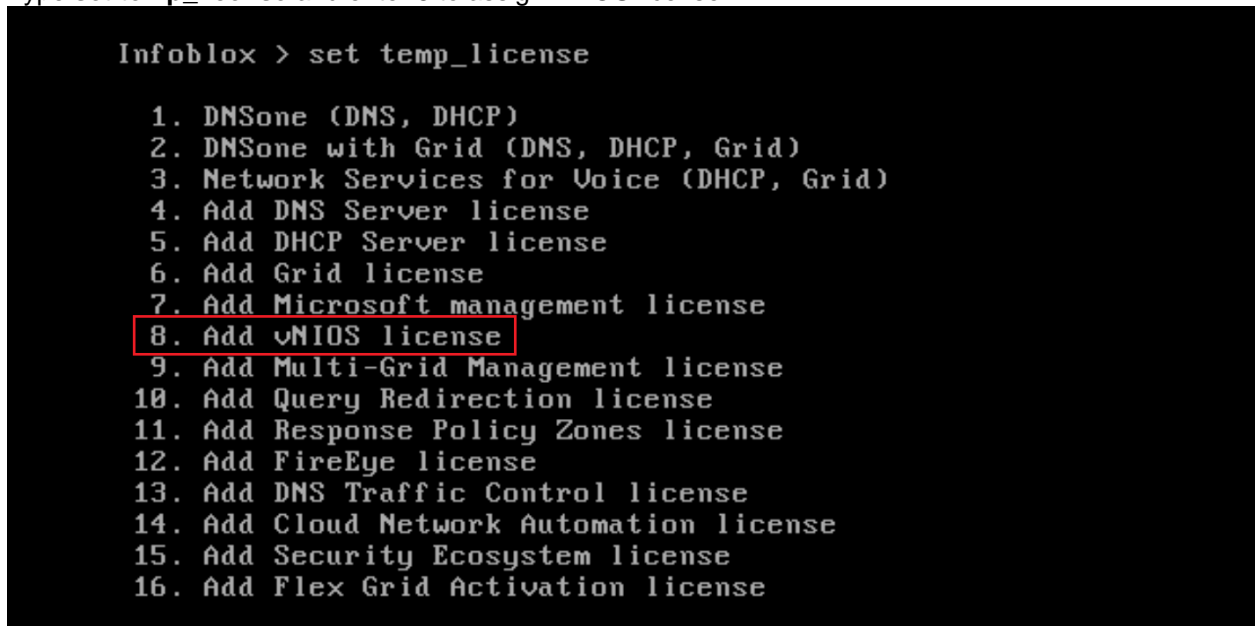 Infoblox > set temp_license
1. DNSone (DNS, DHCP)
2. DNSone with Grid (DNS, DHCP, Grid)
3. Network Services for Voice (DHCP, Grid)
4. Add DNS Server license
5. Add DHCP Server license
6. Add Grid license
7. Add Microsoft management license
8. Add vNIOS license
9. Add Multi-Grid Management license
10. Add Query Redirection license
11. Add Response Policy Zones license
12. Add FireEye license
13. Add DNS Traffic Control license
14. Add Cloud Network Automation license
15. Add Security Ecosystem license
16. Add Flex Grid Activation license